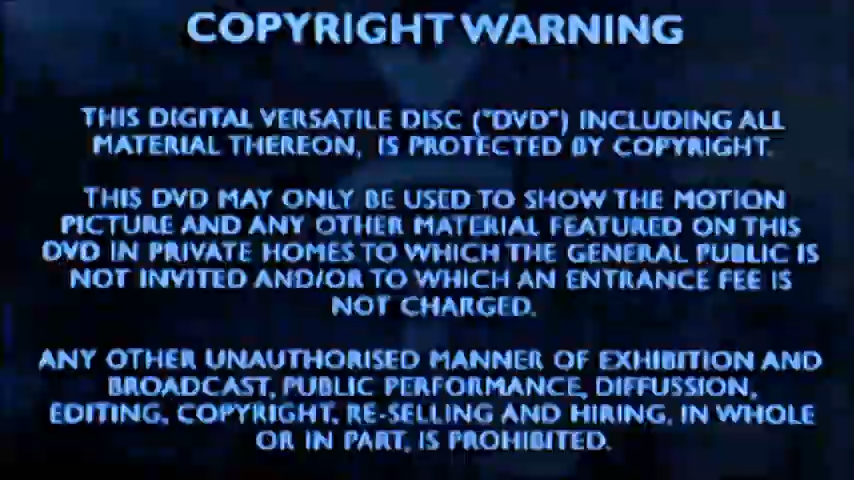 COPYRIGHT WARNING
THIS DIGITAL VERSATILE DISC ("DVD") INCLUDING ALL
MATERIAL THEREON, IS PROTECTED BY COPYRIGHT.
THIS DVD MAY ONLY BE USED TO SHOW THE MOTION
PICTURE AND ANY OTHER MATERIAL FEATURED ON THIS
DVD IN PRIVATE HOMES TO WHICH THE GENERAL PUBLIC IS
NOT INVITED AND/OR TO WHICH AN ENTRANCE FEE IS
NOT CHARGED.
ANY OTHER UNAUTHORISED MANNER OF EXHIBITION AND
BROADCAST, PUBLIC PERFORMANCE, DIFFUSSION,
EDITING, COPYRIGHT, RE-SELLING AND HIRING, IN WHOLE
OR IN PART, IS PROHIBITED.